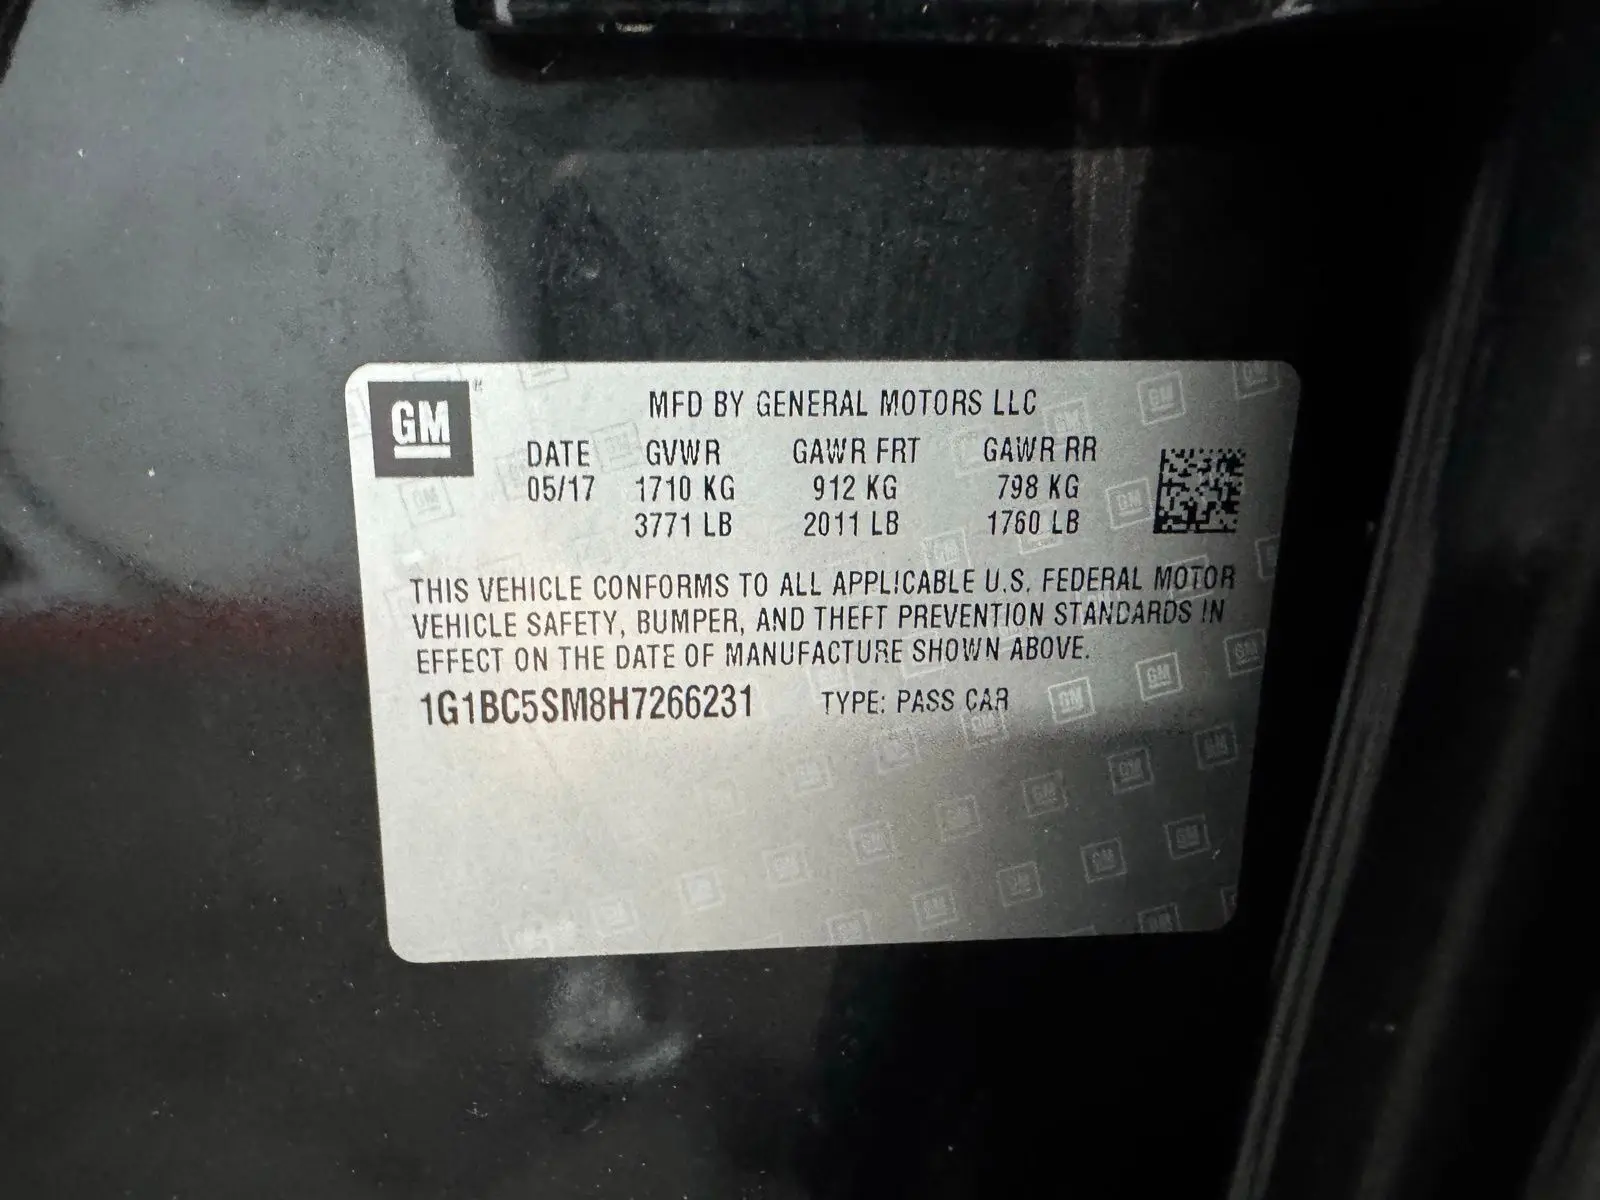 GM
MFD BY GENERAL MOTORS LLC
DATE GVWR GAWR FRT GAWR RR
05/17 1710 KG 912 KG 798 KG
3771 LB 2011 LB 1760 LB
THIS VEHICLE CONFORMS TO ALL APPLICABLE U.S. FEDERAL MOTOR
VEHICLE SAFETY, BUMPER, AND THEFT PREVENTION STANDARDS IN
EFFECT ON THE DATE OF MANUFACTURE SHOWN ABOVE.
1G1BC5SM8H7266231 TYPE: PASS CAR